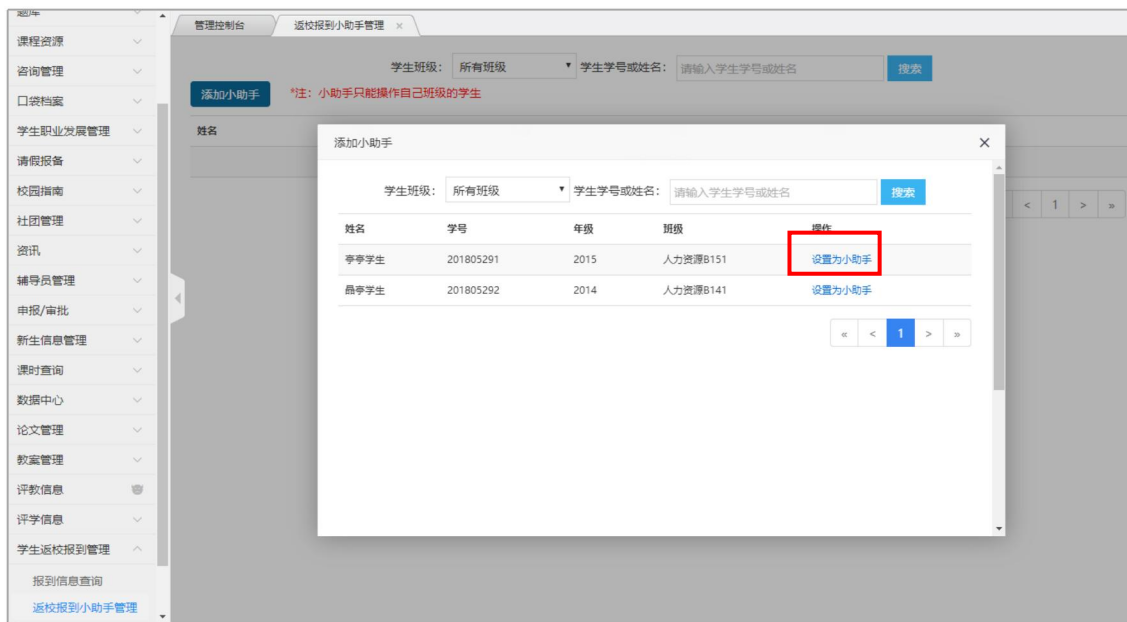 题库
课程资源
咨询管理
口袋档案
学生职业发展管理
请假报备
校园指南
社团管理
资讯
辅导员管理
申报/审批
新生信息管理
课时查询
数据中心
论文管理
教室管理
评教信息
评学信息
学生返校报到管理
报到信息查询
返校报到小助手管理
管理控制台 返校报到小助手管理 ×
学生班级： 所有班级 学生学号或姓名： 请输入学生学号或姓名 搜索
添加小助手 *注：小助手只能操作自己班级的学生
姓名
< 1 > »
添加小助手 ×
学生班级： 所有班级 学生学号或姓名： 请输入学生学号或姓名 搜索
姓名 学号 年级 班级 操作
亭亭学生 201805291 2015 人力资源B151 设置为小助手
晶亭学生 201805292 2014 人力资源B141 设置为小助手
« < 1 > »